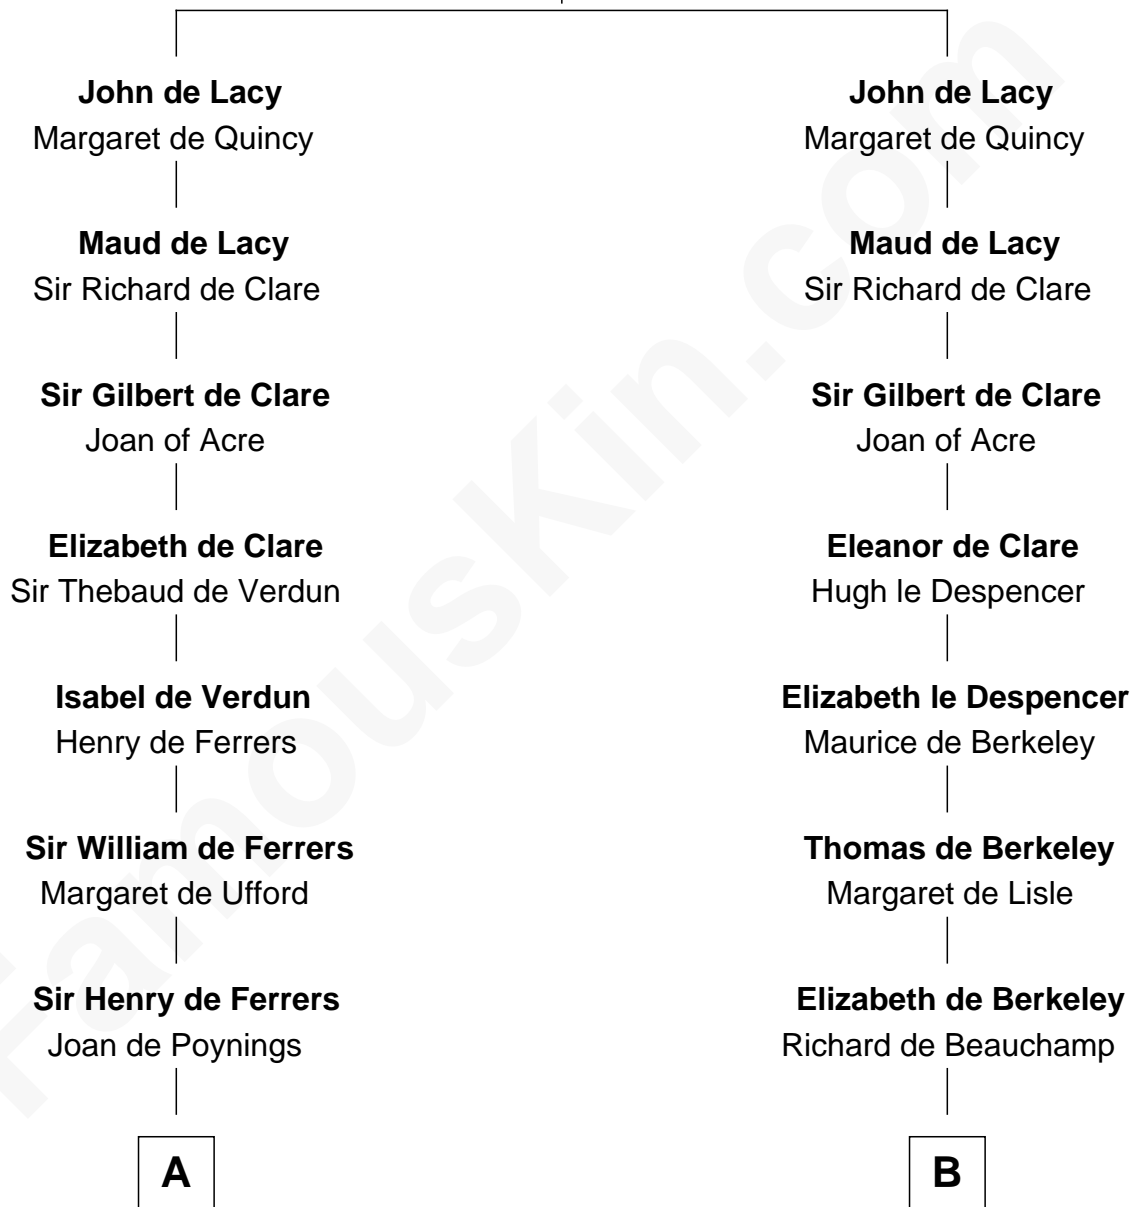 John de Lacy
Margaret de Quincy
Maud de Lacy
Sir Richard de Clare
Sir Gilbert de Clare
Joan of Acre
Elizabeth de Clare
Sir Thebaud de Verdun
Isabel de Verdun
Henry de Ferrers
Sir William de Ferrers
Margaret de Ufford
Sir Henry de Ferrers
Joan de Poynings
A
John de Lacy
Margaret de Quincy
Maud de Lacy
Sir Richard de Clare
Sir Gilbert de Clare
Joan of Acre
Eleanor de Clare
Hugh le Despencer
Elizabeth le Despencer
Maurice de Berkeley
Thomas de Berkeley
Margaret de Lisle
Elizabeth de Berkeley
Richard de Beauchamp
B
FamousKin.com